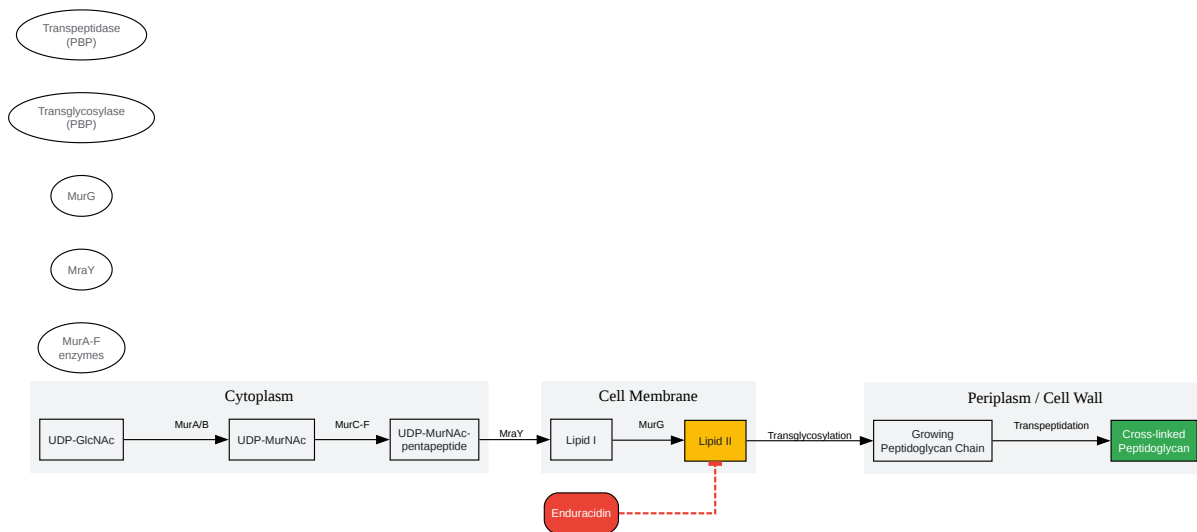 Transpeptidase
(PBP)
Transglycosylase
(PBP)
MurG
MraY
MurA-F
enzymes
Cytoplasm
Cell Membrane
Periplasm / Cell Wall
UDP-GlcNAc
MurA/B
UDP-MurNAc
MurC-F
UDP-MurNAc-
pentapeptide
MraY
Lipid I
MurG
Lipid II
Transglycosylation
Growing
Peptidoglycan Chain
Transpeptidation
Cross-linked
Peptidoglycan
Enduracidin